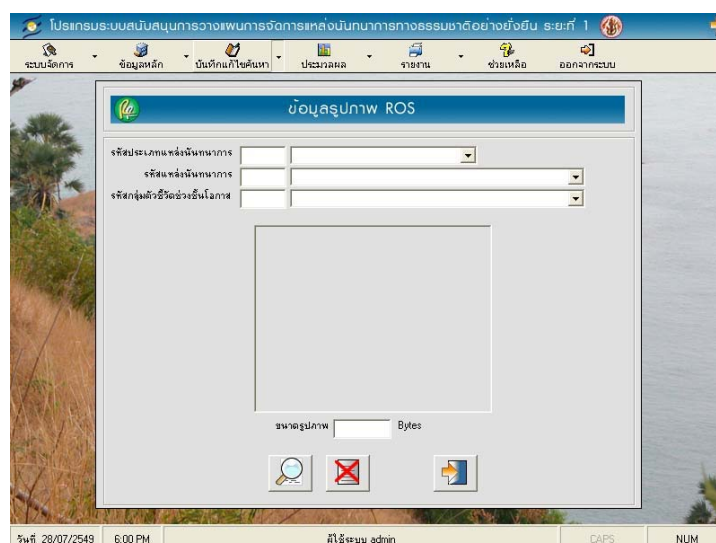 โปรแกรมระบบสนับสนุนการวางแผนการจัดการแหล่งนันทนาการทางธรรมชาติอย่างยั่งยืน ระยะที่ 1
ระบบจัดการ ข้อมูลหลัก บันทึกแก้ไขค้นหา ประมวลผล รายงาน ช่วยเหลือ ออกจากระบบ
ข้อมูลรูปภาพ ROS
รหัสประเภทแหล่งนันทนาการ
รหัสแหล่งนันทนาการ
รหัสกลุ่มตัวชี้วัดช่วงชั้นโอกาส
ขนาดรูปภาพ Bytes
วันที่ 28/07/2549 6:00 PM ผู้ใช้ระบบ admin CAPS NUM